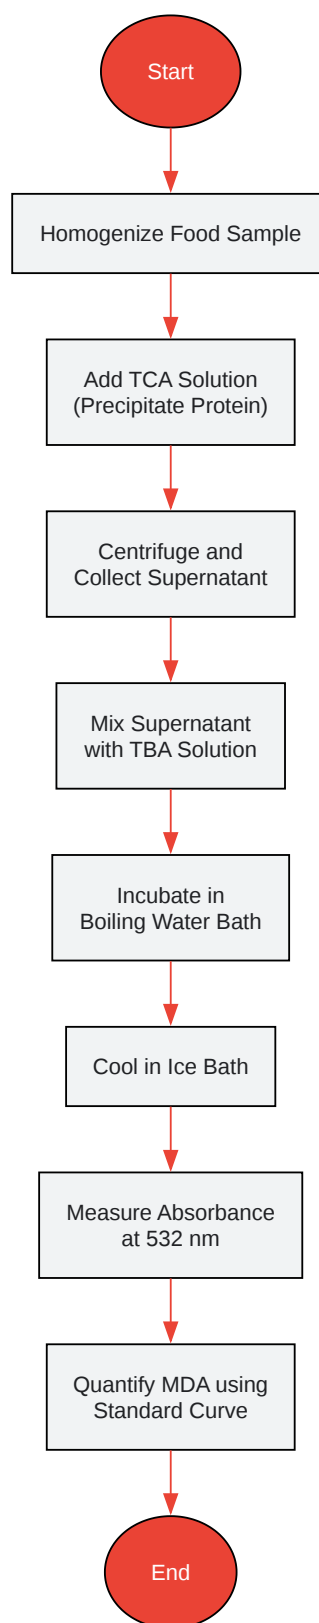 Start
Homogenize Food Sample
Add TCA Solution
(Precipitate Protein)
Centrifuge and
Collect Supernatant
Mix Supernatant
with TBA Solution
Incubate in
Boiling Water Bath
Cool in Ice Bath
Measure Absorbance
at 532 nm
Quantify MDA using
Standard Curve
End